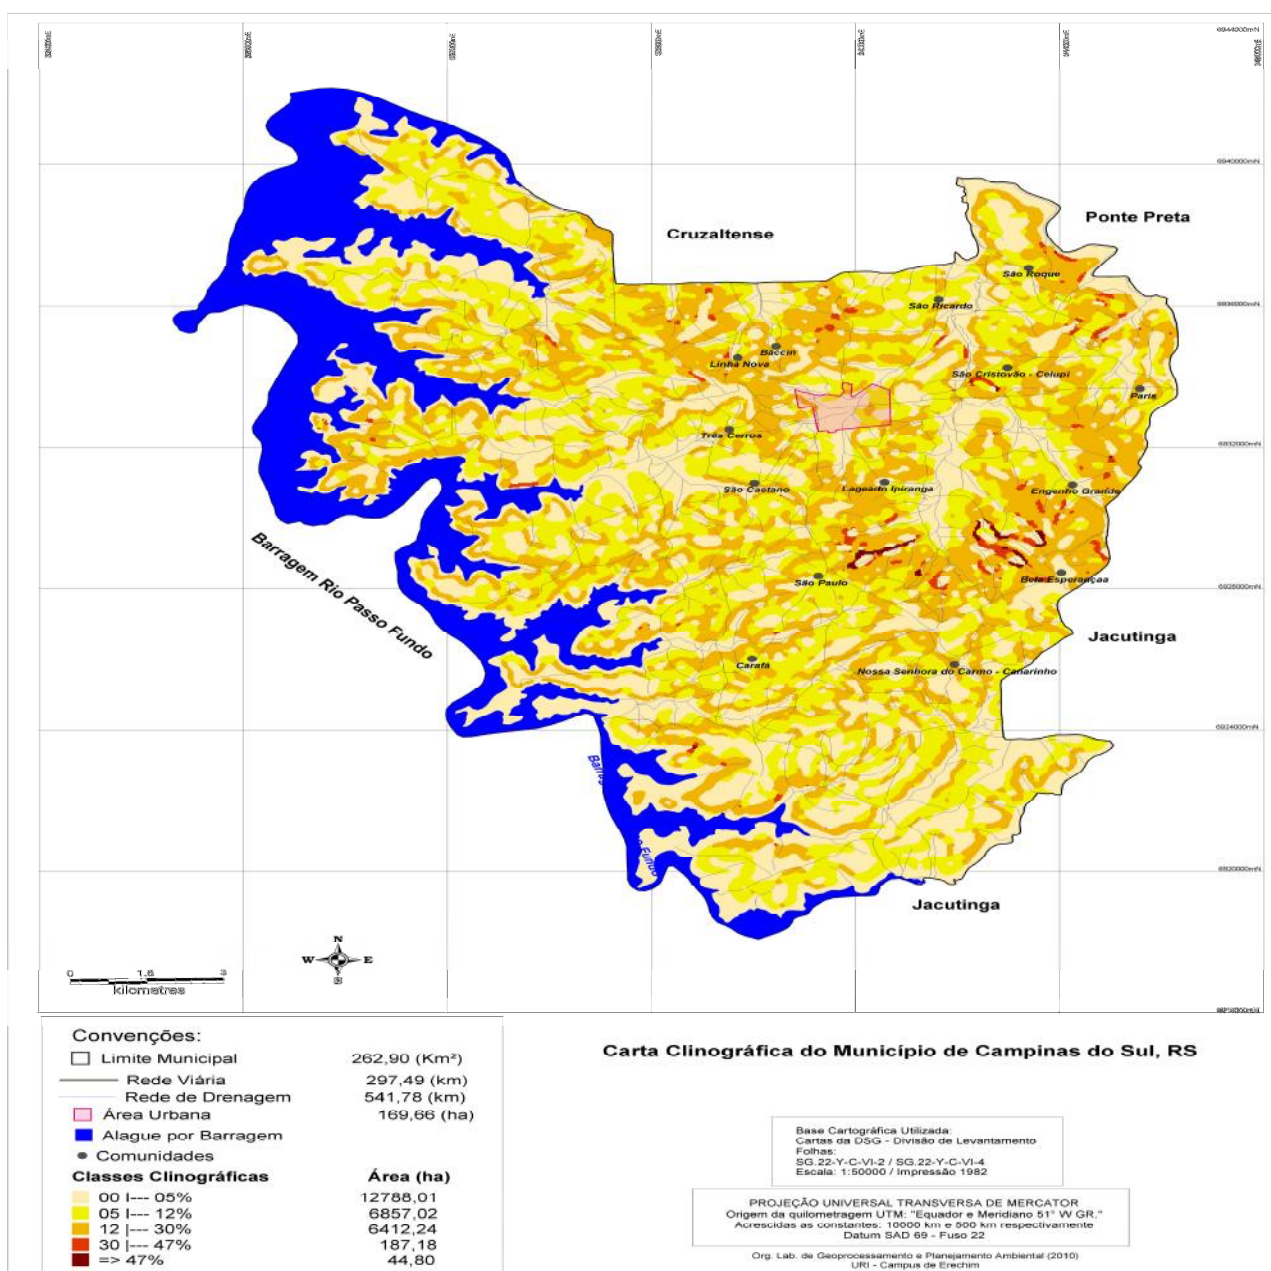 6944000mN
6940000mN
Ponte Preta
Cruzaltense
São Roque
6936000mN
São Ricardo
Baccin
Linha Nova
São Cristovão - Celupi
Paris
Três Cerros
6932000mN
São Caetano
Lageado Ipiranga
Engenho Grande
Barragem Rio Passo Fundo
São Paulo
Bela Esperançaa
6928000mN
Jacutinga
Carafá
Nossa Senhora do Carmo - Canarinho
6924000mN
Fundo
6920000mN
Jacutinga
N
W E
S
0 1,5 3
kilometres
Convenções:
Limite Municipal 262,90 (Km²)
Rede Viária 297,49 (km)
Rede de Drenagem 541,78 (km)
Área Urbana 169,66 (ha)
Alague por Barragem
Comunidades
Classes Clinográficas Área (ha)
00 I--- 05% 12788,01
05 I--- 12% 6857,02
12 |--- 30% 6412,24
30 |--- 47% 187,18
=> 47% 44,80
Carta Clinográfica do Município de Campinas do Sul, RS
Base Cartográfica Utilizada:
Cartas da DSG - Divisão de Levantamento
Folhas:
SG.22-Y-C-VI-2 / SG.22-Y-C-VI-4
Escala: 1:50000 / Impressão 1982
PROJEÇÃO UNIVERSAL TRANSVERSA DE MERCATOR
Origem da quilometragem UTM: "Equador e Meridiano 51° W GR."
Acrescidas as constantes: 10000 km e 500 km respectivamente
Datum SAD 69 - Fuso 22
Org. Lab. de Geoprocessamento e Planejamento Ambiental (2010)
URI - Campus de Erechim